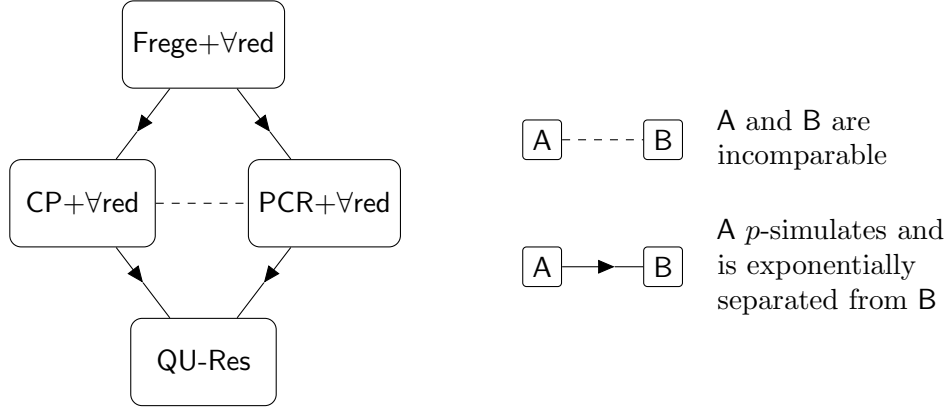 Frege+∀red
CP+∀red
PCR+∀red
QU-Res
A
B
A and B are
incomparable
A
B
A p-simulates and
is exponentially
separated from B